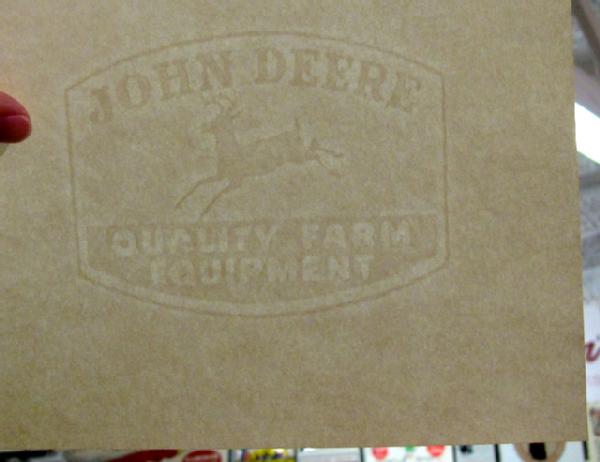 JOHN DEERE
QUALITY FARM
EQUIPMENT